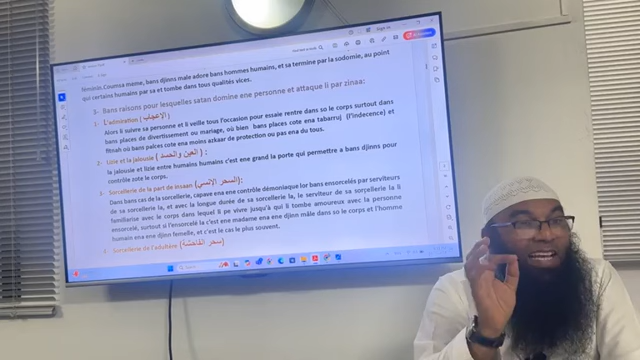 féminin. Coumsa meme, bans djinns male adore bans hommes humains, et sa termine par la sodomie, au point
qui certains humains par sa et tombe dans tous qualités vices.
3- Bans raisons pour lesquelles satan domine ene personne et attaque li par zinaa:
1- L'admiration (الإعجاب)
Alors li suivre sa personne et li veille tous l'occasion pour essaie rentre dans so le corps surtout dans
bans places de divertissement ou mariage, où bien bans places cote ena tabarruj (l'indecence) et
fitnah où bans palces cote ena moins azkaar de protection ou pas ena du tous.
2- Lizie et la jalousie (العين والحسد) :
la jalousie et lizie entre humains humains c'est ene grand la porte qui permettre a bans djinns pour
contrôle zote le corps.
3- Sorcellerie de la part de insaan (السحر الإنسي):
Dans bans cas de la servillerie, capave ena ene contrôle démoniaque lor bans ensorcelés par serviteurs
de sa sorcellerie la, et avec la longue durée de sorcellerie la, le serviteur de sa sorcellerie la li
familiarise avec le corps dans lequel li pe vivre jusqu'à qui li tombe amoureux avec la personne
ensorcelé, surtout si l'ensorcelé la c'est ene madame ena ene djinn mâle dans so le corps et l'homme
humain ena ene djinn femelle, et c'est le cas le plus souvent.
4- Sorcellerie de l'adultère (سحر الفاحشة)